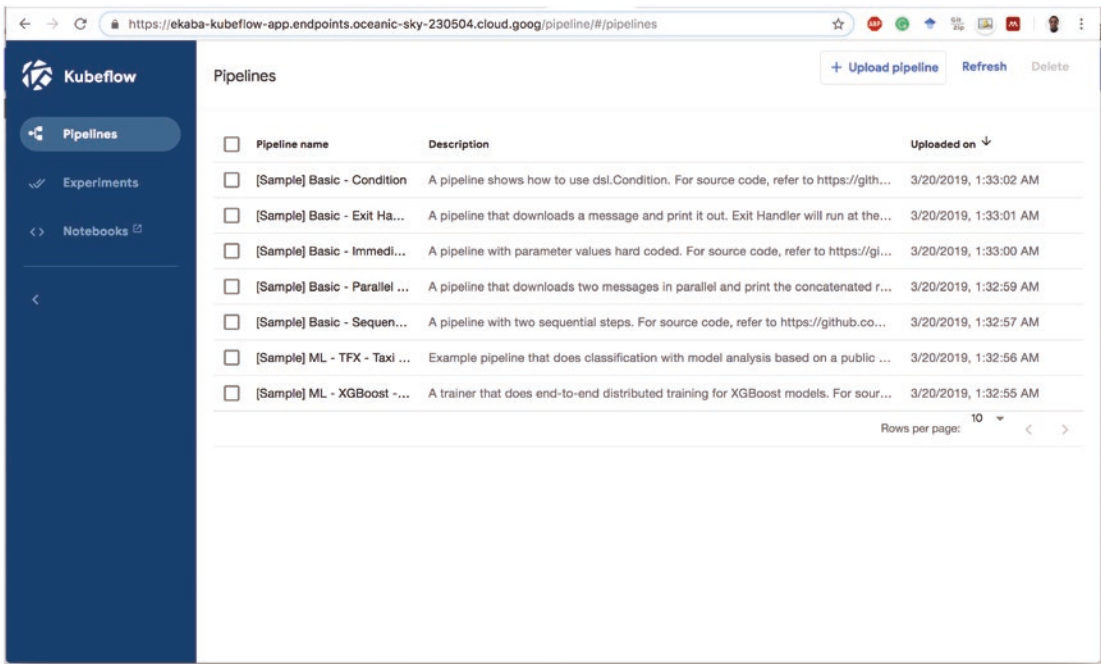 https://ekaba-kubeflow-app.endpoints.oceanic-sky-230504.cloud.goog/pipeline/#/pipelines
ABP
Git Zip
Kubeflow
Pipelines
+ Upload pipeline Refresh Delete
Pipelines
Experiments
Notebooks
Pipeline name Description Uploaded on
[Sample] Basic - Condition A pipeline shows how to use dsl.Condition. For source code, refer to https://gith... 3/20/2019, 1:33:02 AM
[Sample] Basic - Exit Ha... A pipeline that downloads a message and print it out. Exit Handler will run at the... 3/20/2019, 1:33:01 AM
[Sample] Basic - Immedi... A pipeline with parameter values hard coded. For source code, refer to https://gi... 3/20/2019, 1:33:00 AM
[Sample] Basic - Parallel ... A pipeline that downloads two messages in parallel and print the concatenated r... 3/20/2019, 1:32:59 AM
[Sample] Basic - Sequen... A pipeline with two sequential steps. For source code, refer to https://github.co... 3/20/2019, 1:32:57 AM
[Sample] ML - TFX - Taxi ... Example pipeline that does classification with model analysis based on a public ... 3/20/2019, 1:32:56 AM
[Sample] ML - XGBoost -... A trainer that does end-to-end distributed training for XGBoost models. For sour... 3/20/2019, 1:32:55 AM
Rows per page: 10